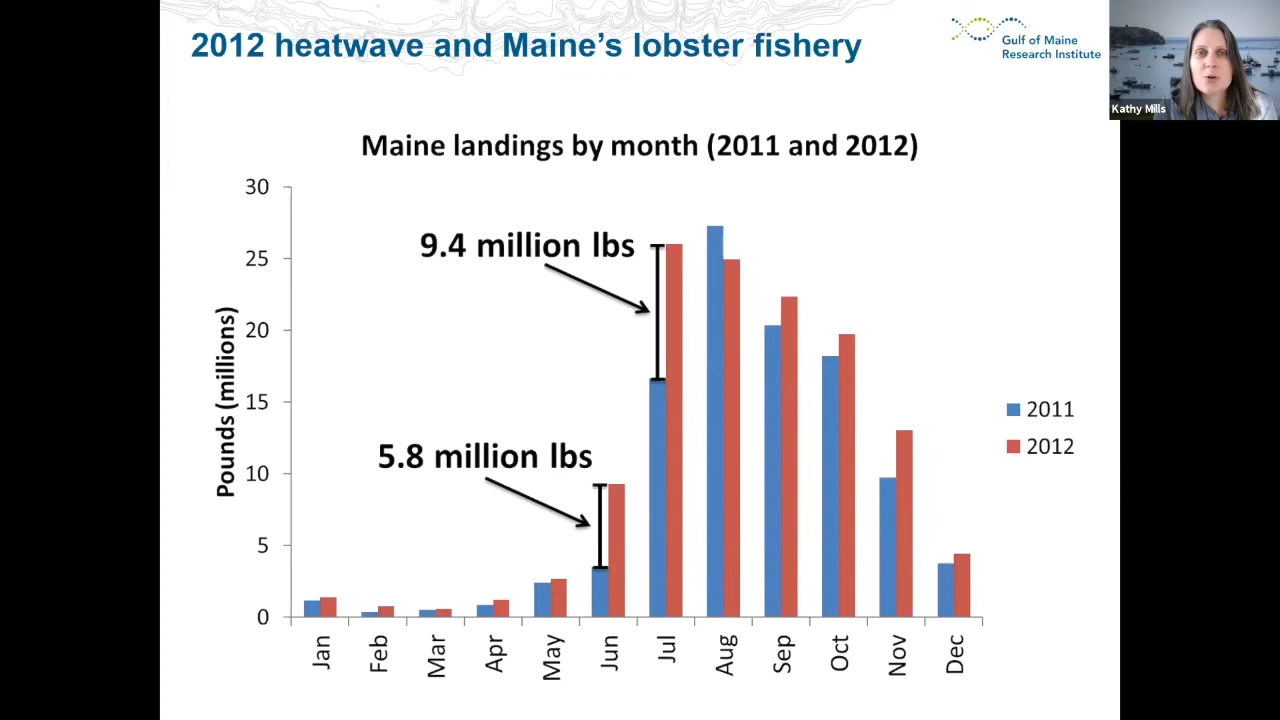 2012 heatwave and Maine's lobster fishery
Gulf of Maine
Research Institute
Kathy Mills
Maine landings by month (2011 and 2012)
Pounds (millions)
30
25
20
15
10
5
0
9.4 million lbs
5.8 million lbs
2011
2012
Jan
Feb
Mar
Apr
May
Jun
Jul
Aug
Sep
Oct
Nov
Dec